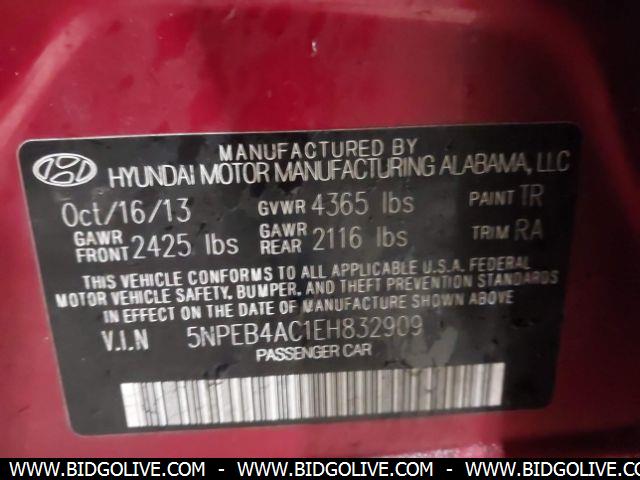 MANUFACTURED BY
HYUNDAI MOTOR MANUFACTURING ALABAMA, LLC
Oct/16/13 GVWR 4365 lbs PAINT TR
GAWR FRONT 2425 lbs GAWR REAR 2116 lbs TRIM RA
THIS VEHICLE CONFORMS TO ALL APPLICABLE U.S.A. FEDERAL
MOTOR VEHICLE SAFETY, BUMPER, AND THEFT PREVENTION STANDARDS
IN EFFECT ON THE DATE OF MANUFACTURE SHOWN ABOVE
V.I.N 5NPEB4AC1EH832909
PASSENGER CAR
WWW.BIDGOLIVE.COM - WWW.BIDGOLIVE.COM - WWW.BIDGOLIVE.COM